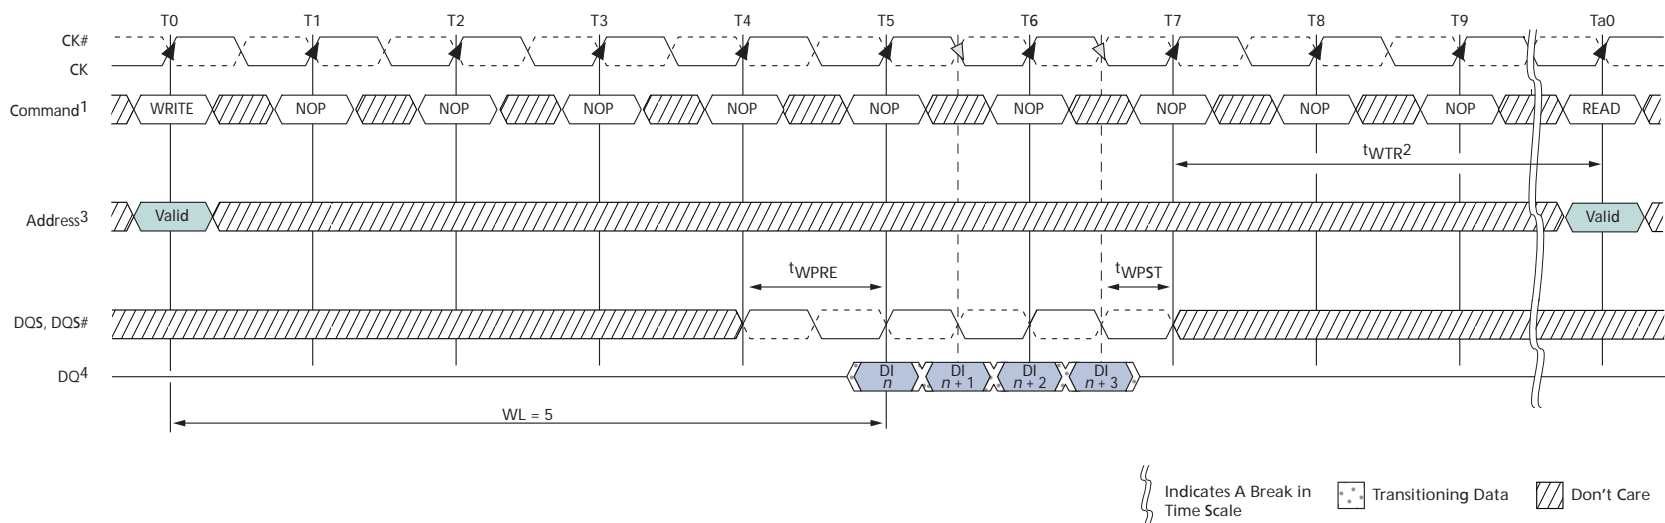 T0 T1 T2 T3 T4 T5 T6 T7 T8 T9 Ta0
CK#
CK
Command1 WRITE NOP NOP NOP NOP NOP NOP NOP NOP NOP READ
tWTR2
Address3 Valid Valid
tWPRE tWPST
DQS, DQS#
DQ4 DI n DI n + 1 DI n + 2 DI n + 3
WL = 5
Indicates A Break in
Time Scale
Transitioning Data
Don't Care